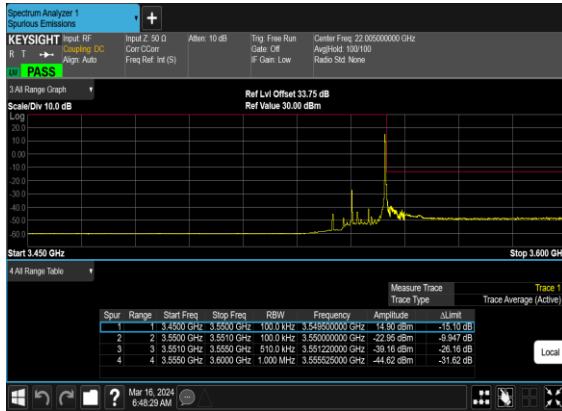 Spectrum Analyzer 1
Spurious Emissions
KEYSIGHT Input: RF Input Z: 50 Ω Atten: 10 dB Trig: Free Run Center Freq: 22.005000000 GHz
R T Coupling: DC Corr CCorr Gate: Off Avg|Hold: 100/100
Align: Auto Freq Ref: Int (S) IF Gain: Low Radio Std: None
PASS
3 All Range Graph
Ref Lvl Offset 33.75 dB
Scale/Div 10.0 dB Ref Value 30.00 dBm
Log
20.0
10.0
0.00
-10.0
-20.0
-30.0
-40.0
-50.0
-60.0
Start 3.450 GHz Stop 3.600 GH
4 All Range Table
Measure Trace Trace 1
Trace Type Trace Average (Active)
Spur Range Start Freq Stop Freq RBW Frequency Amplitude ΔLimit
1 1 3.4500 GHz 3.5500 GHz 100.0 kHz 3.549500000 GHz 14.90 dBm -15.10 dB
2 2 3.5500 GHz 3.5510 GHz 100.0 kHz 3.550000000 GHz -22.95 dBm -9.947 dB
3 3 3.5510 GHz 3.5550 GHz 510.0 kHz 3.551220000 GHz -39.16 dBm -26.16 dB
4 4 3.5550 GHz 3.6000 GHz 1.000 MHz 3.555525000 GHz -44.62 dBm -31.62 dB
Local
Mar 16, 2024
6:48:29 AM